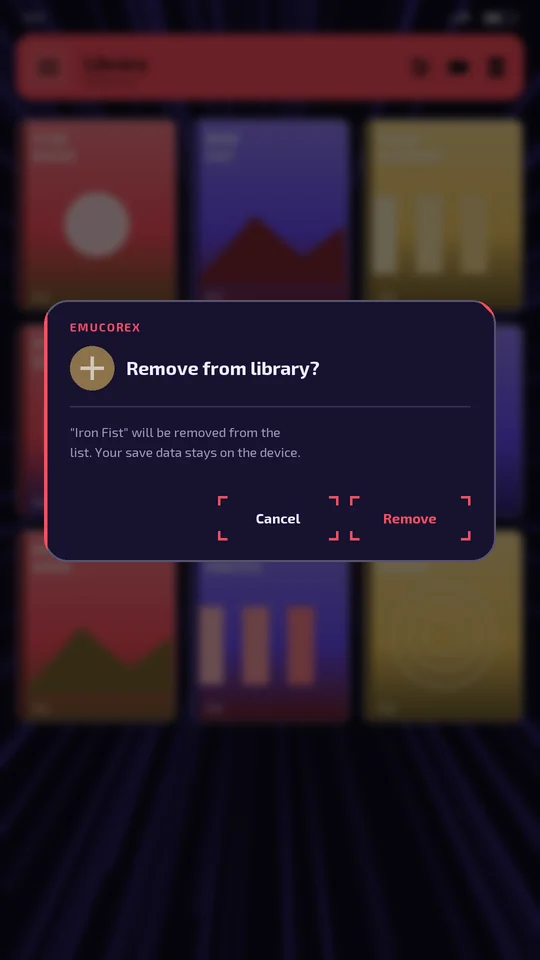 Library
EMUCOREX
Remove from library?
"Iron Fist" will be removed from the
list. Your save data stays on the device.
Cancel
Remove